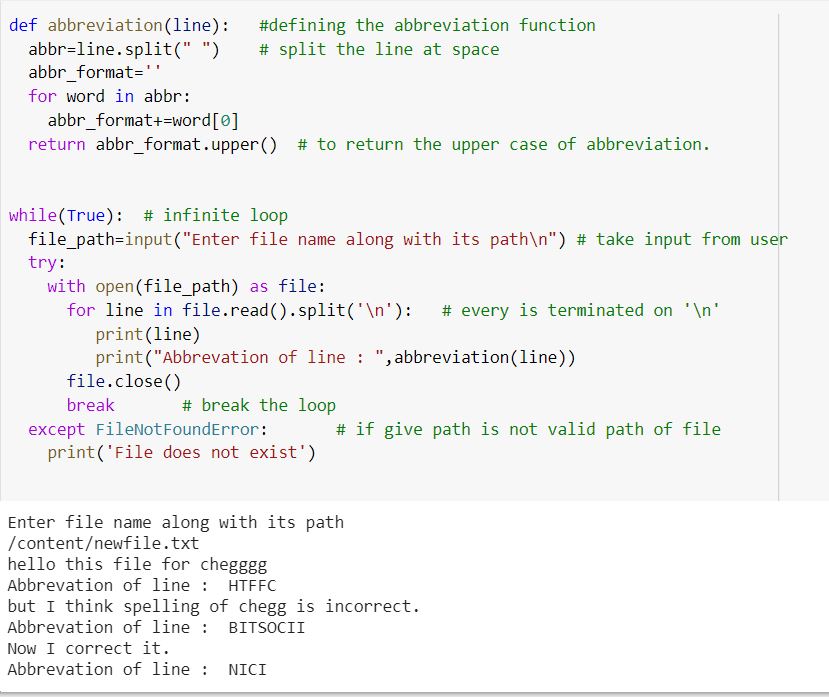 def abbreviation(line):   #defining the abbreviation function
  abbr=line.split(" ")    # split the line at space
  abbr_format=''
  for word in abbr:
    abbr_format+=word[0]
  return abbr_format.upper()  # to return the upper case of abbreviation.
while(True):  # infinite loop
  file_path=input("Enter file name along with its path\n") # take input from user
  try:
    with open(file_path) as file:
      for line in file.read().split('\n'):   # every is terminated on '\n'
         print(line)
         print("Abbrevation of line : ",abbreviation(line))
      file.close()
      break       # break the loop
  except FileNotFoundError:       # if give path is not valid path of file
    print('File does not exist')
Enter file name along with its path
/content/newfile.txt
hello this file for chegggg
Abbrevation of line :  HTFFC
but I think spelling of chegg is incorrect.
Abbrevation of line :  BITSOCII
Now I correct it.
Abbrevation of line :  NICI